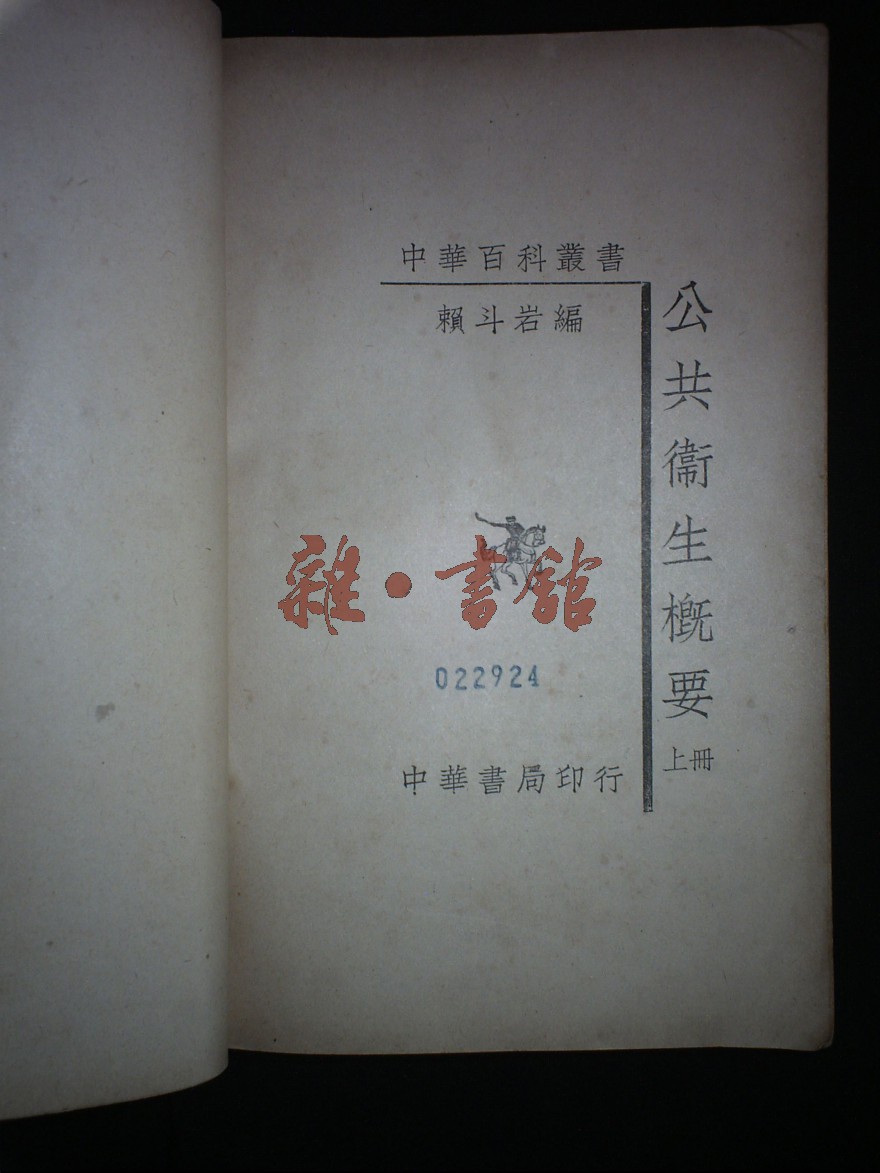 中華百科叢書
賴斗岩編
公共衞生概要
上冊
雜·書館
022924
中華書局印行